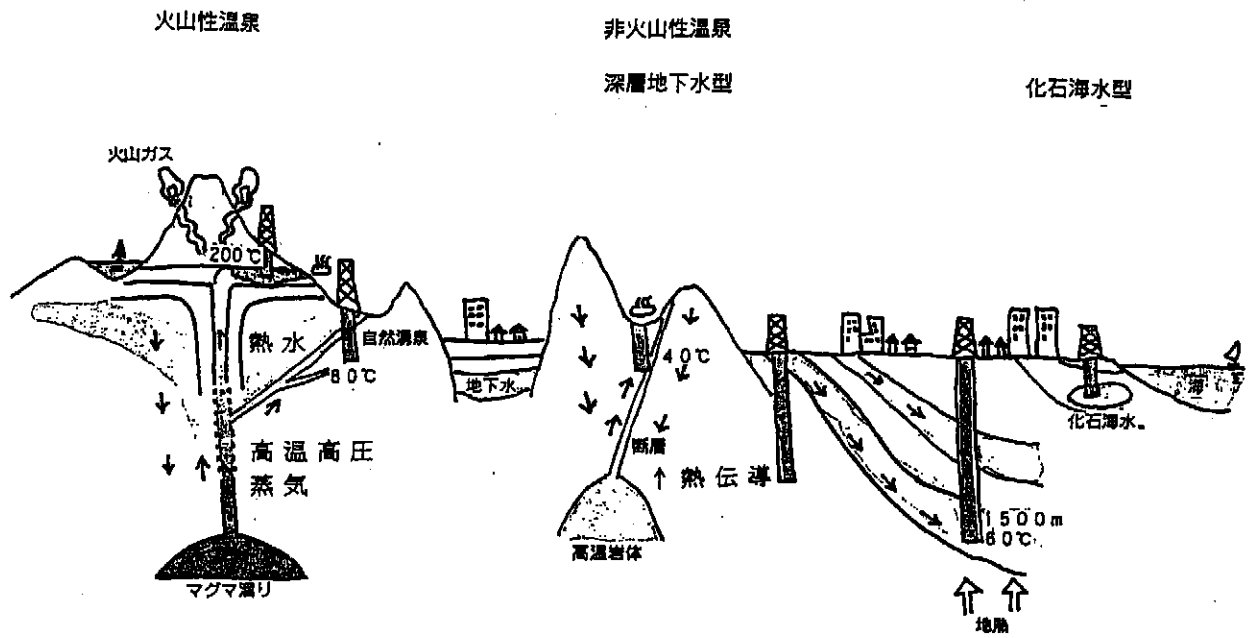 火山性温泉
非火山性温泉
深層地下水型
化石海水型
火山ガス
200℃
熱水
自然湧泉
80℃
地下水
高温高圧
蒸気
マグマ溜り
40℃
断層
熱伝導
高温岩体
1500m
60℃
地熱
化石海水
海